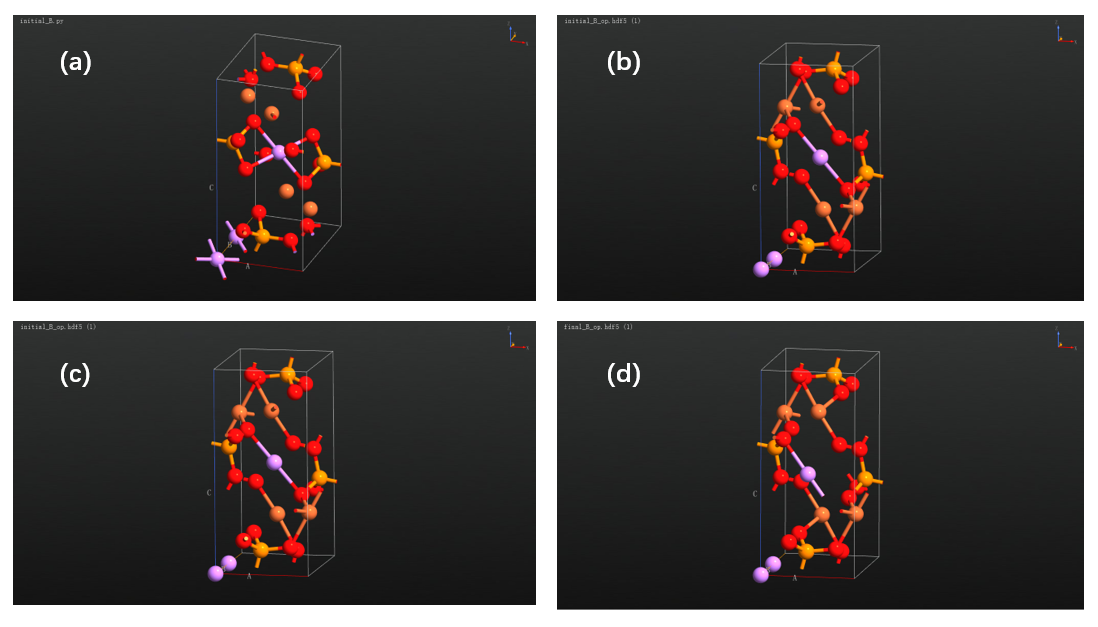 initial_B.py
(a)
C
B
A
initial_B_op.hdf5 (1)
(b)
C
A
initial_B_op.hdf5 (1)
(c)
C
A
final_B_op.hdf5 (1)
(d)
C
A